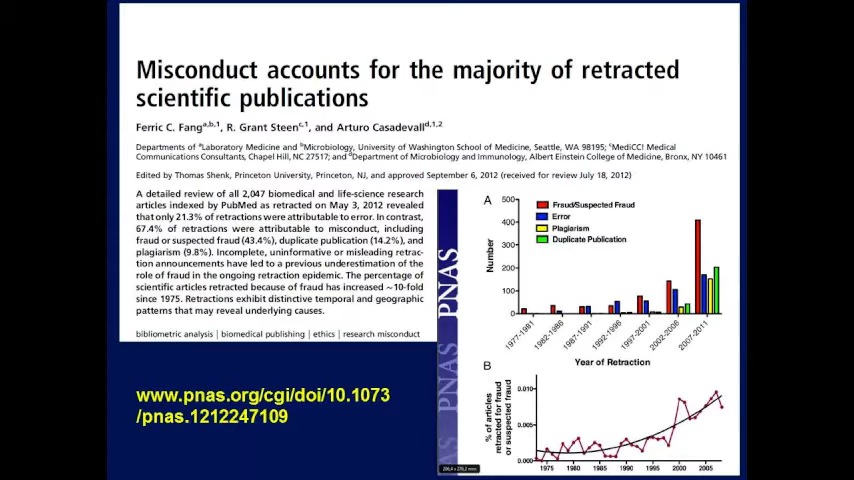 Misconduct accounts for the majority of retracted
scientific publications
Ferric C. Fanga,b,1, R. Grant Steenc,1, and Arturo Casadevalld,1,2
Departments of aLaboratory Medicine and bMicrobiology, University of Washington School of Medicine, Seattle, WA 98195; cMediCCI Medical
Communications Consultants, Chapel Hill, NC 27517; and dDepartment of Microbiology and Immunology, Albert Einstein College of Medicine, Bronx, NY 10461
Edited by Thomas Shenk, Princeton University, Princeton, NJ, and approved September 6, 2012 (received for review July 18, 2012)
A detailed review of all 2,047 biomedical and life-science research
articles indexed by PubMed as retracted on May 3, 2012 revealed
that only 21.3% of retractions were attributable to error. In contrast,
67.4% of retractions were attributable to misconduct, including
fraud or suspected fraud (43.4%), duplicate publication (14.2%), and
plagiarism (9.8%). Incomplete, uninformative or misleading retrac-
tion announcements have led to a previous underestimation of the
role of fraud in the ongoing retraction epidemic. The percentage of
scientific articles retracted because of fraud has increased ~10-fold
since 1975. Retractions exhibit distinctive temporal and geographic
patterns that may reveal underlying causes.
bibliometric analysis | biomedical publishing | ethics | research misconduct
www.pnas.org/cgi/doi/10.1073
/pnas.1212247109
PNAS PNAS PNAS
A
Number
500
400
300
200
100
0
Fraud/Suspected Fraud
Error
Plagiarism
Duplicate Publication
1977-1981 1982-1986 1987-1991 1992-1996 1997-2001 2002-2006 2007-2011
Year of Retraction
B
% of articles
retracted for fraud
or suspected fraud
0.010
0.005
0.000
1975 1980 1985 1990 1995 2000 2005